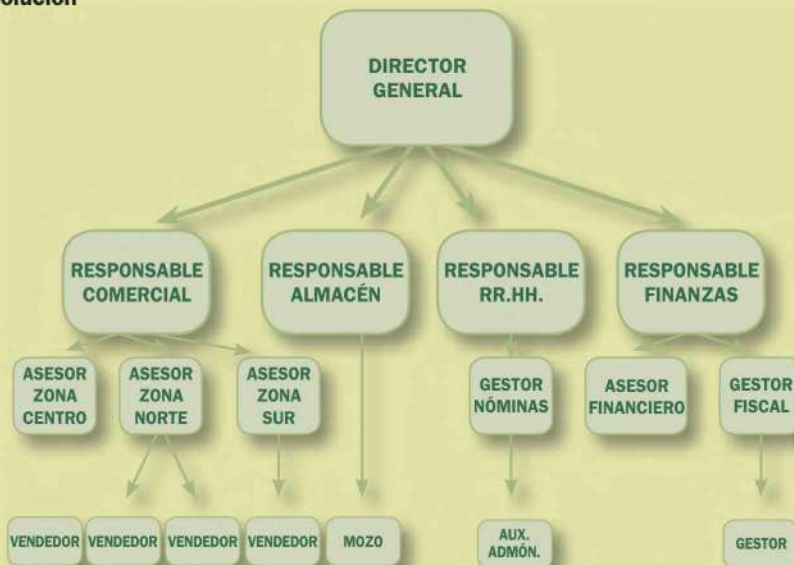 DIRECTOR
GENERAL
RESPONSABLE
COMERCIAL
RESPONSABLE
ALMACÉN
RESPONSABLE
RR.HH.
RESPONSABLE
FINANZAS
ASESOR
ZONA
CENTRO
ASESOR
ZONA
NORTE
ASESOR
ZONA
SUR
GESTOR
NÓMINAS
ASESOR
FINANCIERO
GESTOR
FISCAL
VENDEDOR
VENDEDOR
VENDEDOR
VENDEDOR
MOZO
AUX.
ADMÓN.
GESTOR